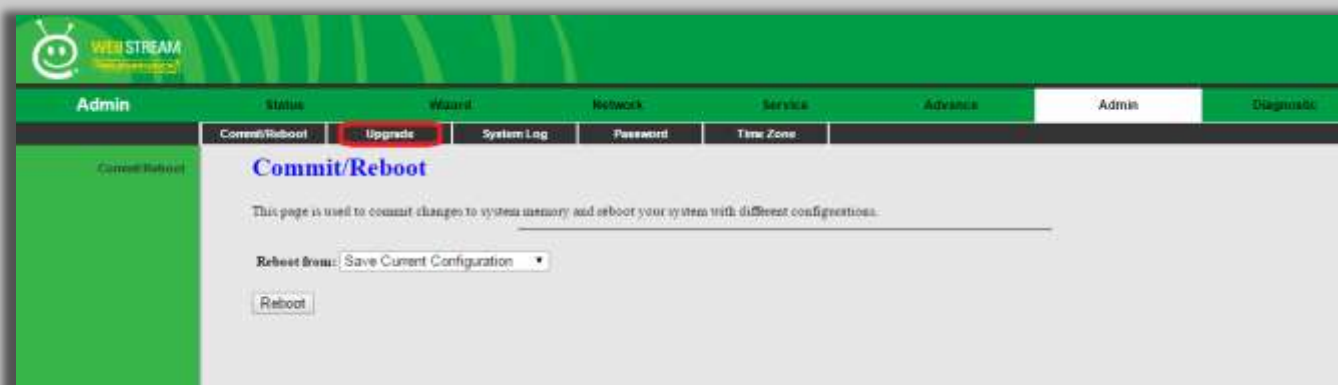 WEB STREAM
Admin Status Wizard Network Service Advance Admin Diagnostic
Commit/Reboot Upgrade System Log Password Time Zone
Commit/Reboot
Commit/Reboot
This page is used to commit changes to system memory and reboot your system with different configurations.
Reboot from: Save Current Configuration
Reboot